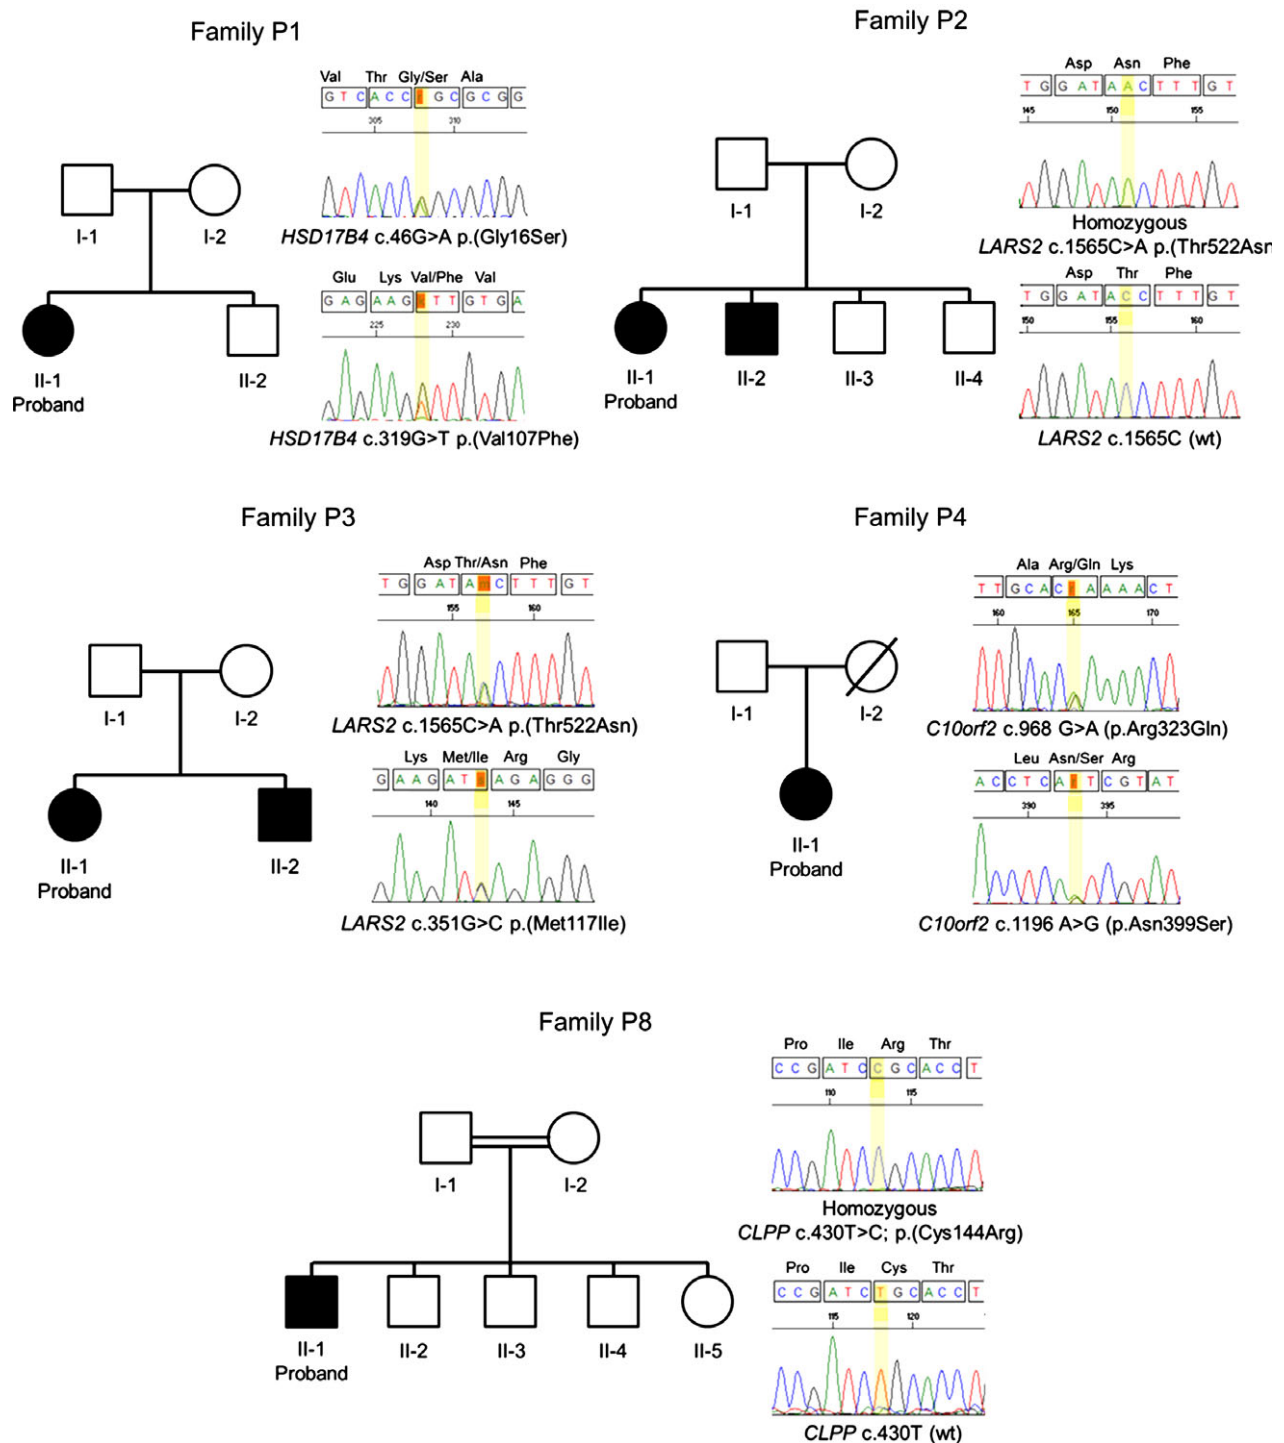 Family P1
Val Thr Gly/Ser Ala
G T C A C C R G C G C G G
305 310
I-1 I-2
HSD17B4 c.46G>A p.(Gly16Ser)
Glu Lys Val/Phe Val
G A G A A G K T T G T G A
225 230
HSD17B4 c.319G>T p.(Val107Phe)
II-1 II-2
Proband
Family P2
Asp Asn Phe
T G G A T A A C T T T G T
145 150 155
I-1 I-2
Homozygous
LARS2 c.1565C>A p.(Thr522Asn
Asp Thr Phe
T G G A T A C C T T T G T
150 155 160
LARS2 c.1565C (wt)
II-1 II-2 II-3 II-4
Proband
Family P3
Asp Thr/Asn Phe
T G G A T A m C T T T G T
155 160
I-1 I-2
LARS2 c.1565C>A p.(Thr522Asn)
Lys Met/Ile Arg Gly
G A A G A T S A G A G G G
140 145
LARS2 c.351G>C p.(Met117Ile)
II-1 II-2
Proband
Family P4
Ala Arg/Gln Lys
T T G C A C R A A A A C T
160 165 170
I-1 I-2
C10orf2 c.968 G>A (p.Arg323Gln)
Leu Asn/Ser Arg
A C C T C A r T C G T A T
390 395
C10orf2 c.1196 A>G (p.Asn399Ser)
II-1
Proband
Family P8
Pro Ile Arg Thr
C C G A T C C G C A C C T
110 115
I-1 I-2
Homozygous
CLPP c.430T>C; p.(Cys144Arg)
Pro Ile Cys Thr
C C G A T C T G C A C C T
115 120
CLPP c.430T (wt)
II-1 II-2 II-3 II-4 II-5
Proband